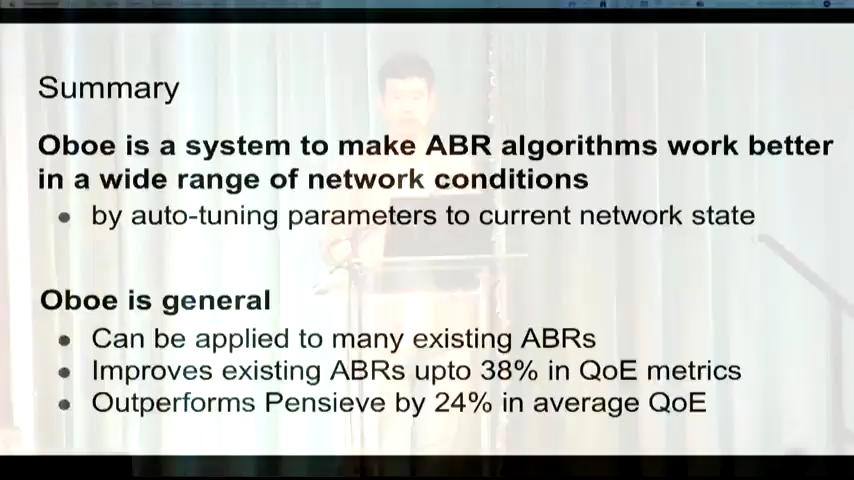 Summary
Oboe is a system to make ABR algorithms work better
in a wide range of network conditions
• by auto-tuning parameters to current network state
Oboe is general
• Can be applied to many existing ABRs
• Improves existing ABRs upto 38% in QoE metrics
• Outperforms Pensieve by 24% in average QoE